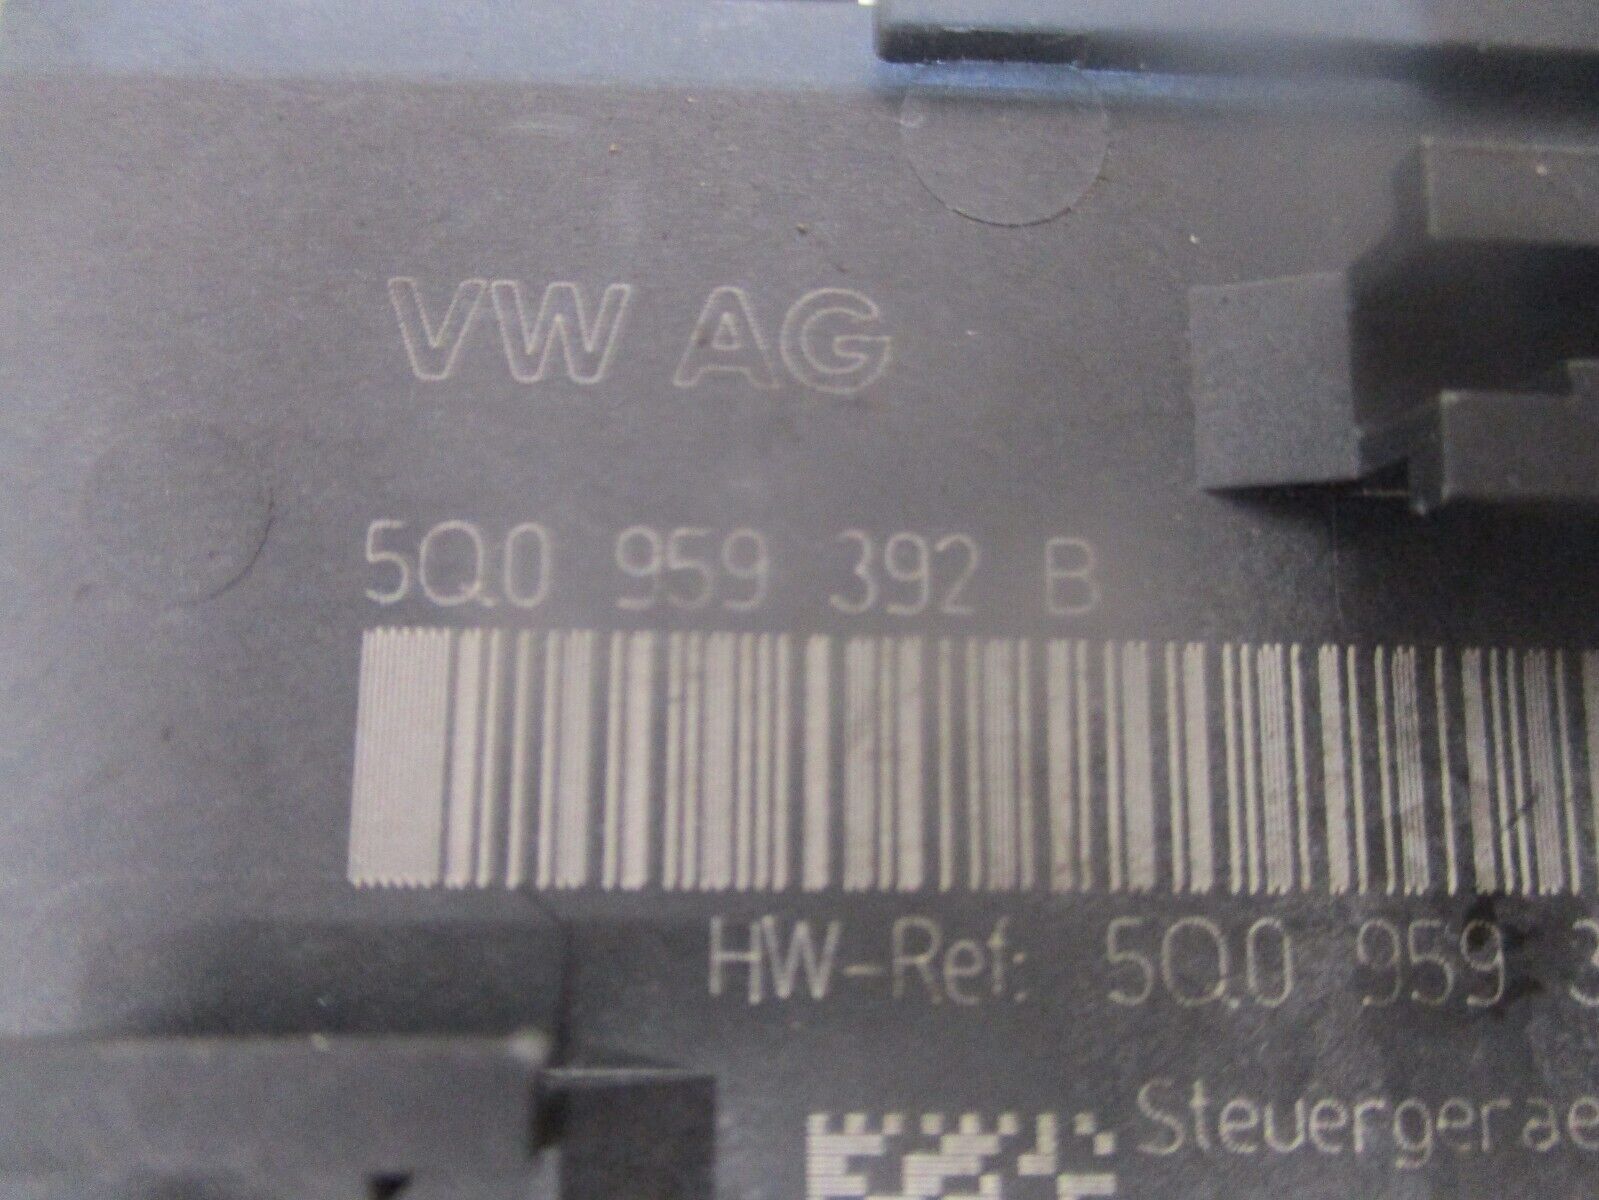 VW AG
5Q0 959 392 B
HW-Ref: 5Q0 959 3
Steuergerae